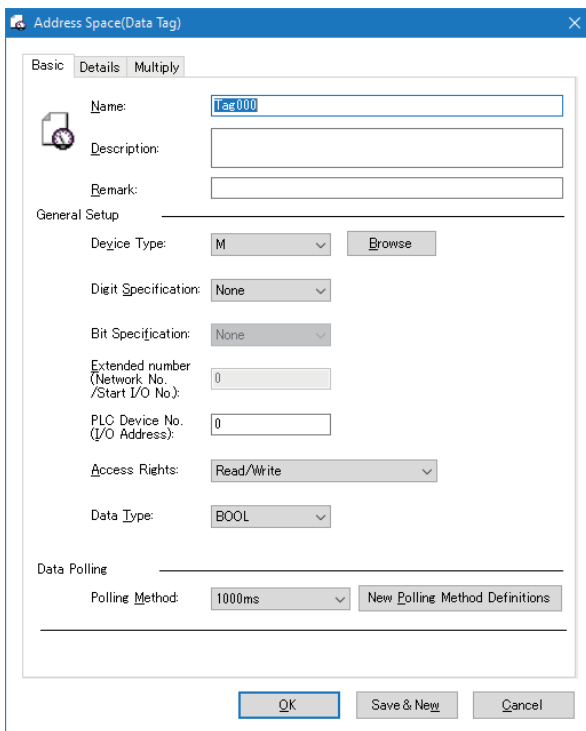 Address Space(Data Tag)
Basic Details Multiply
Name: Tag000
Description:
Remark:
General Setup
Device Type: M Browse
Digit Specification: None
Bit Specification: None
Extended number
(Network No.
/Start I/O No.): 0
PLC Device No.
(I/O Address): 0
Access Rights: Read/Write
Data Type: BOOL
Data Polling
Polling Method: 1000ms New Polling Method Definitions
OK Save & New Cancel